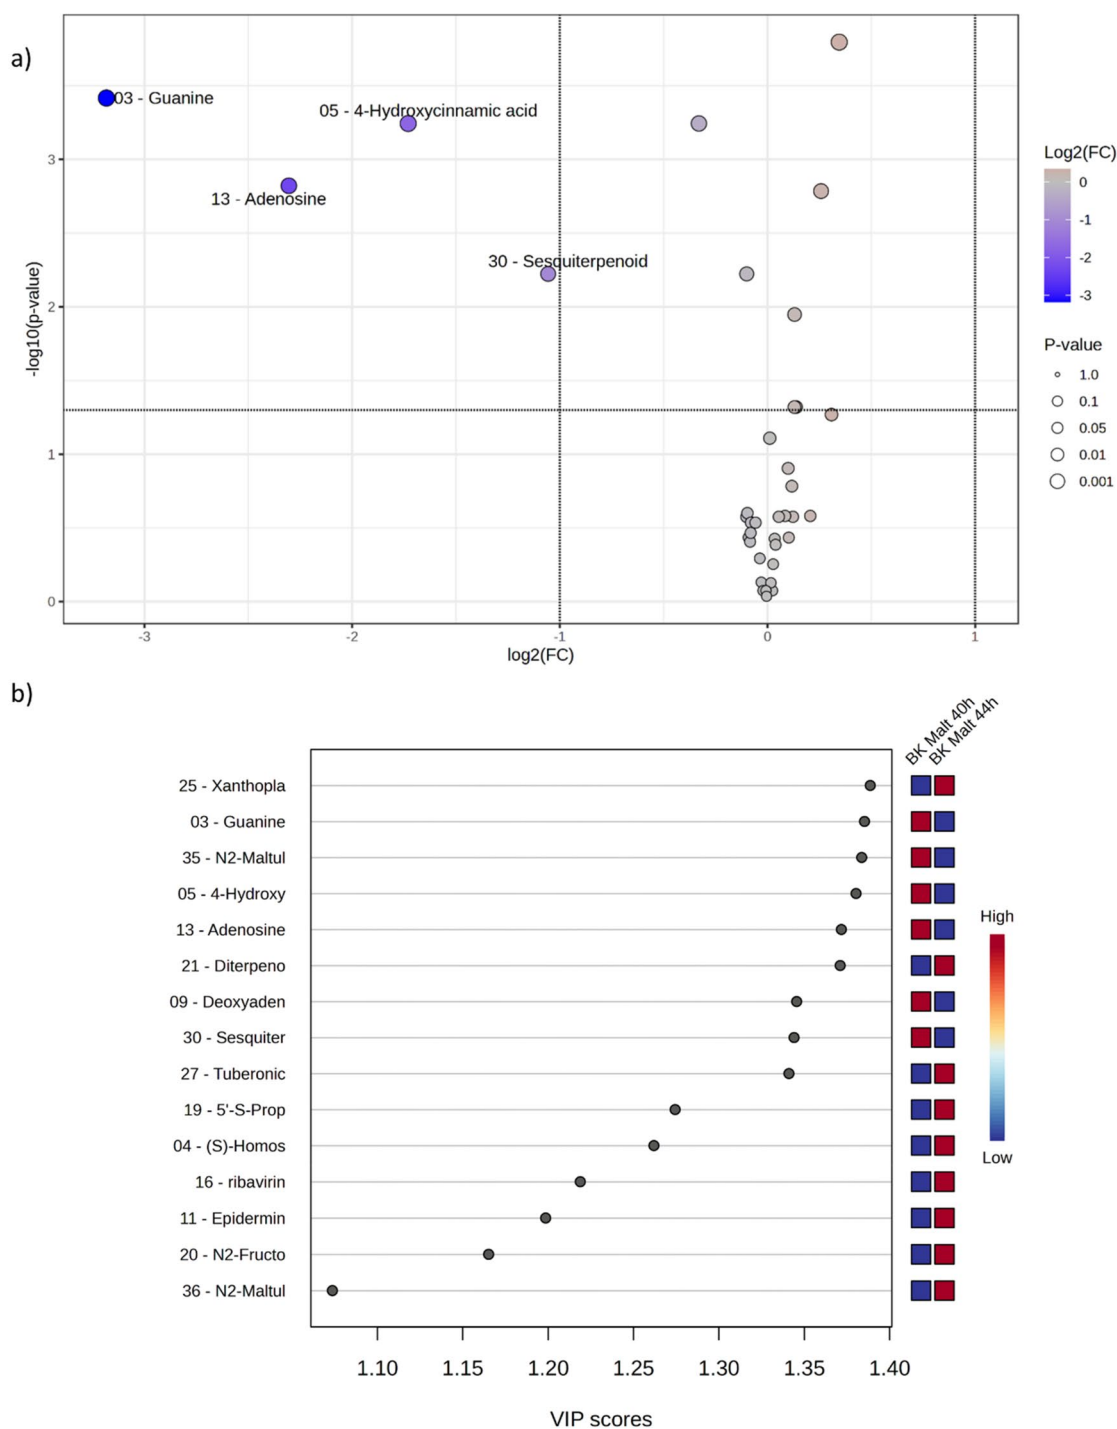 a)
03 - Guanine
05 - 4-Hydroxycinnamic acid
13 - Adenosine
30 - Sesquiterpenoid
3
2
1
0
-log10(p-value)
-3
-2
-1
0
1
log2(FC)
Log2(FC)
0
-1
-2
-3
P-value
1.0
0.1
0.05
0.01
0.001
b)
BK Malt 40h
BK Malt 44h
25 - Xanthopla
03 - Guanine
35 - N2-Maltul
05 - 4-Hydroxy
13 - Adenosine
21 - Diterpeno
09 - Deoxyaden
30 - Sesquiter
27 - Tuberonic
19 - 5'-S-Prop
04 - (S)-Homos
16 - ribavirin
11 - Epidermin
20 - N2-Fructo
36 - N2-Maltul
High
Low
1.10
1.15
1.20
1.25
1.30
1.35
1.40
VIP scores